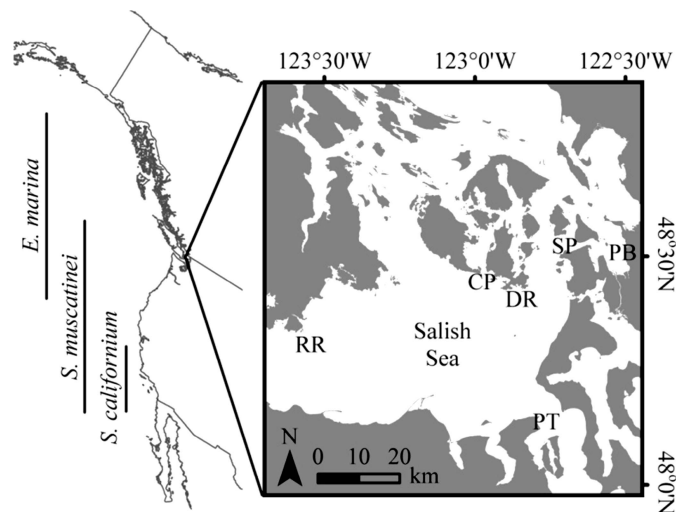 123°30'W 123°0'W 122°30'W
E. marina
S. muscatinei
S. californium
48°30'N
SP
PB
CP
DR
RR
Salish
Sea
PT
N
0 10 20
km
48°0'N